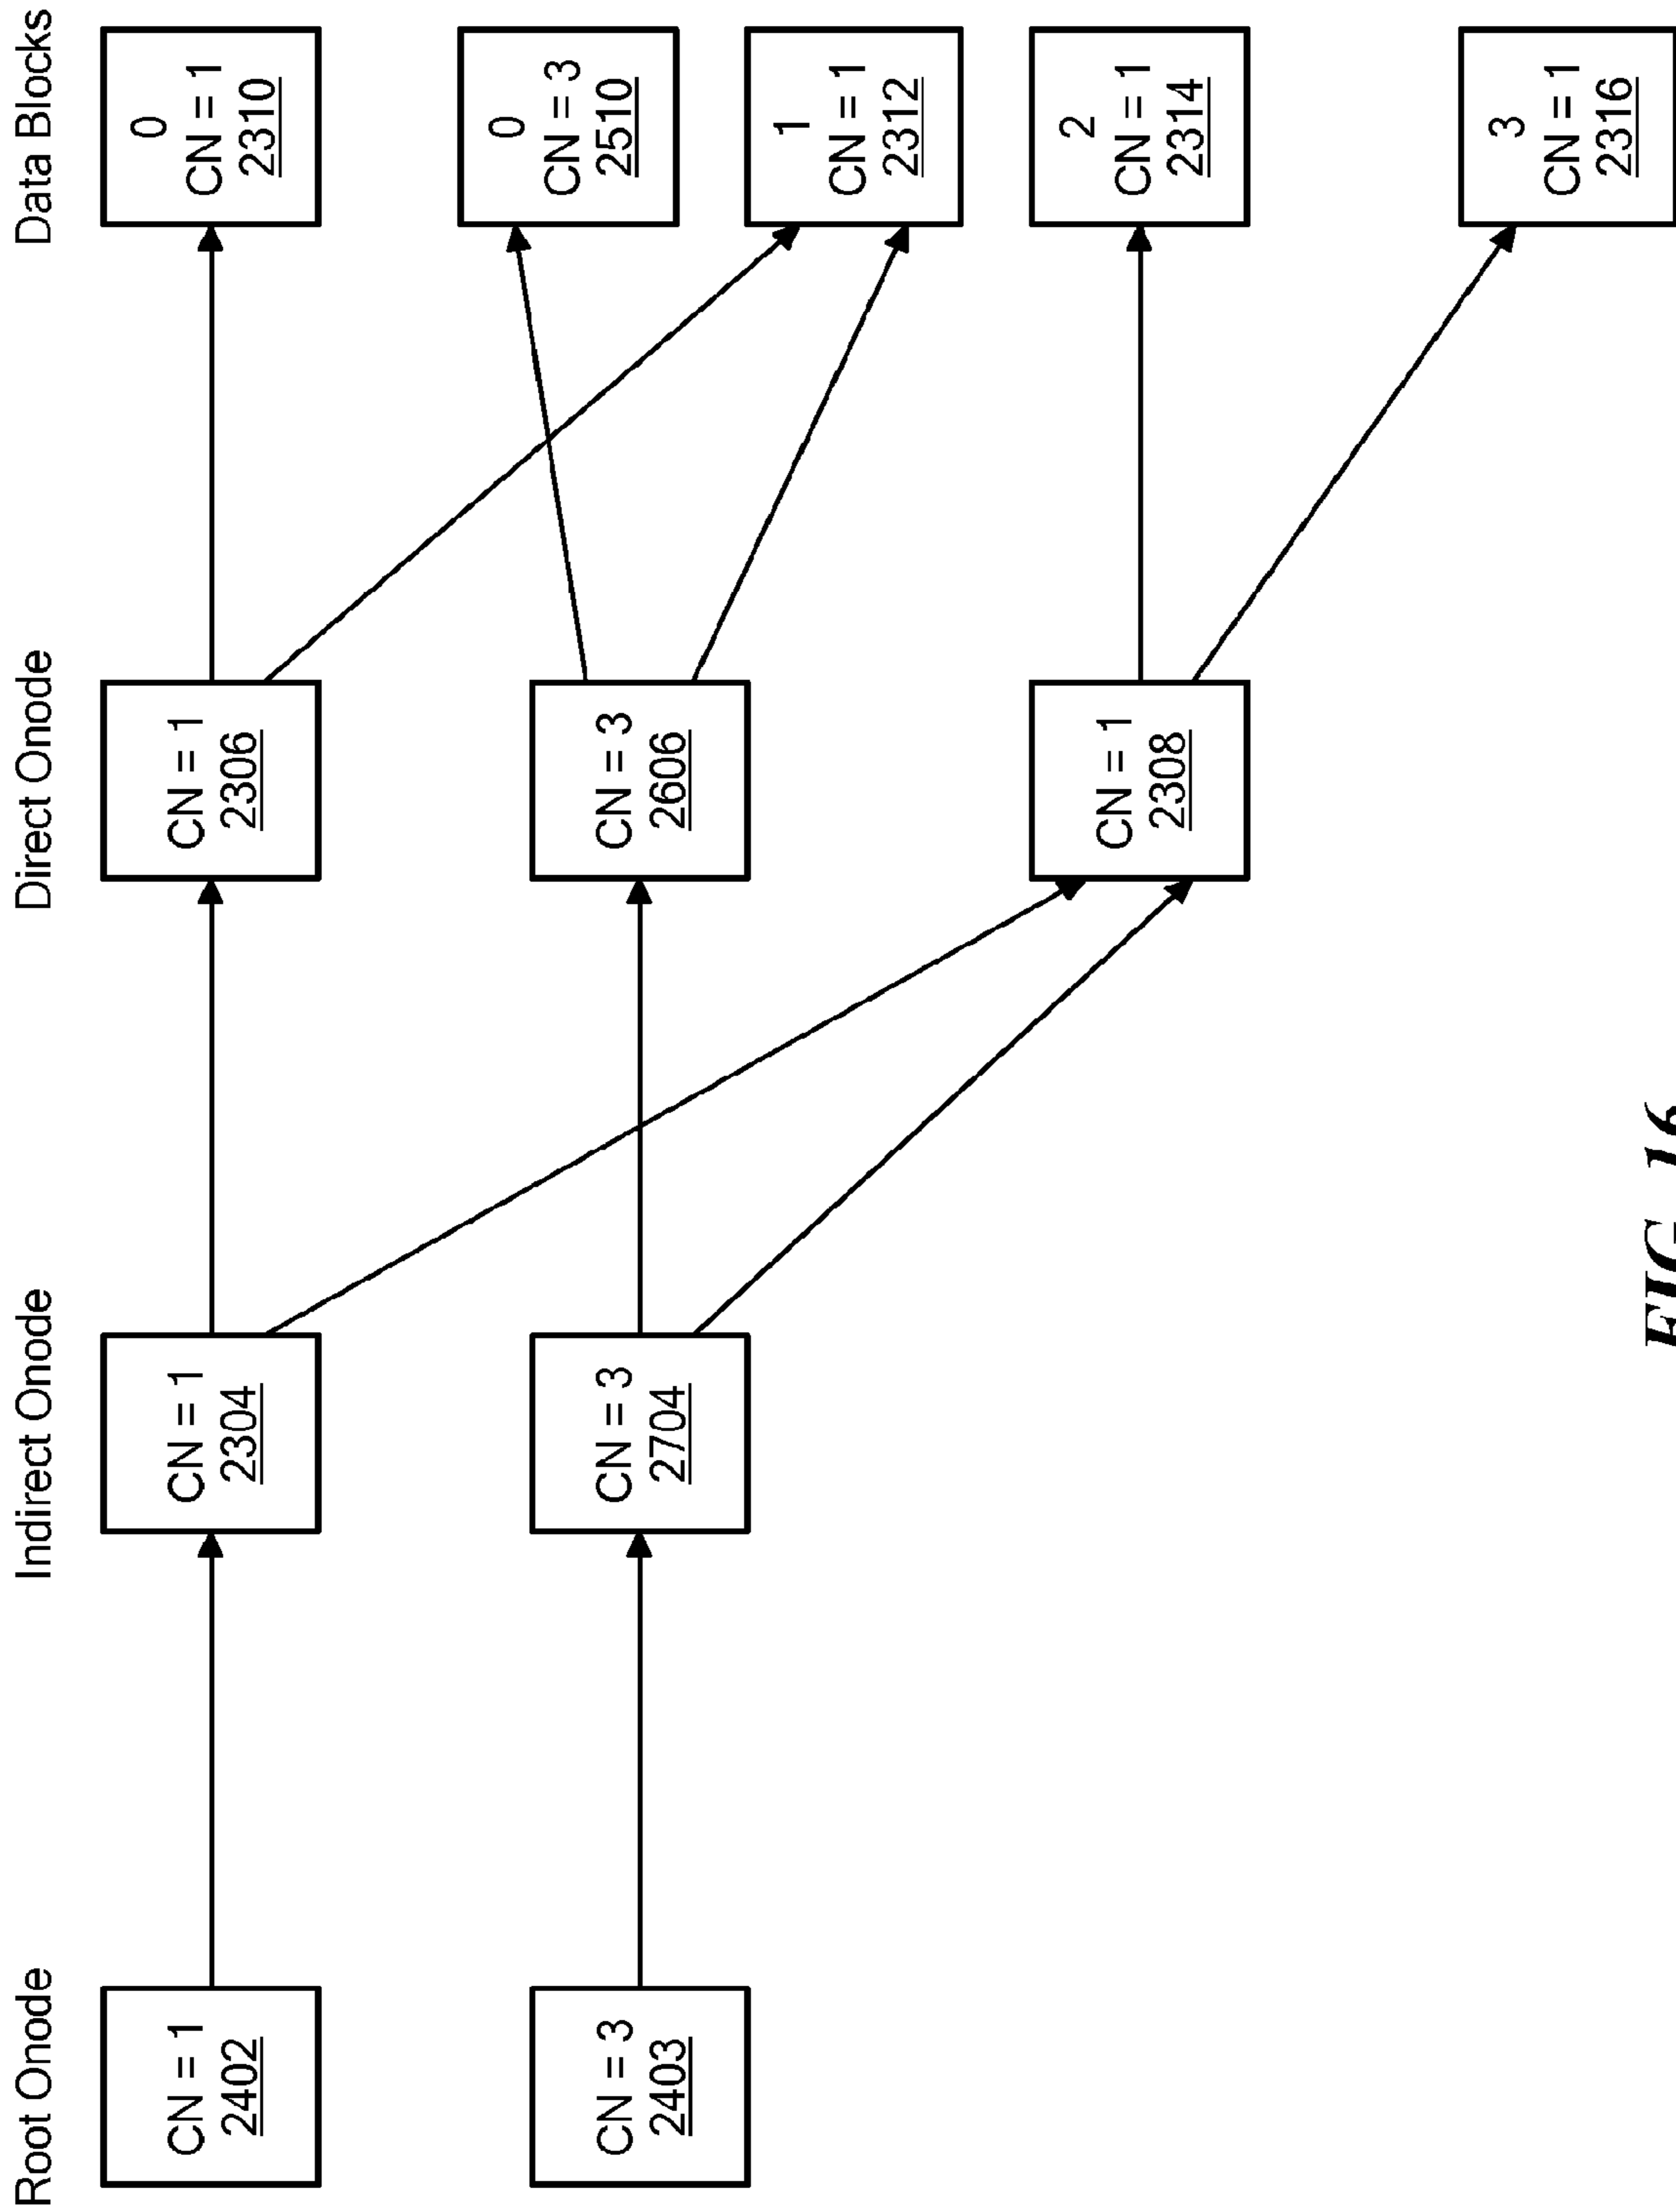 Root Onode
Indirect Onode
Direct Onode
Data Blocks
CN = 1
2402
CN = 1
2304
CN = 1
2306
0
CN = 1
2310
CN = 3
2403
CN = 3
2704
CN = 3
2606
0
CN = 3
2510
1
CN = 1
2312
CN = 1
2308
2
CN = 1
2314
3
CN = 1
2316
FIG. 16